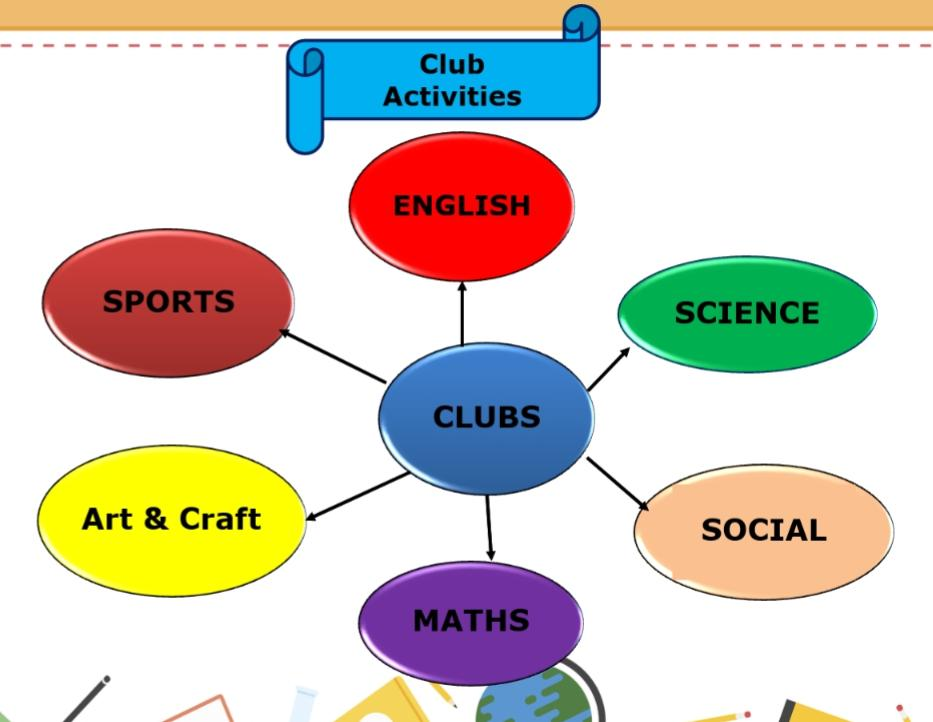 Club
Activities
ENGLISH
SPORTS
SCIENCE
CLUBS
Art & Craft
SOCIAL
MATHS